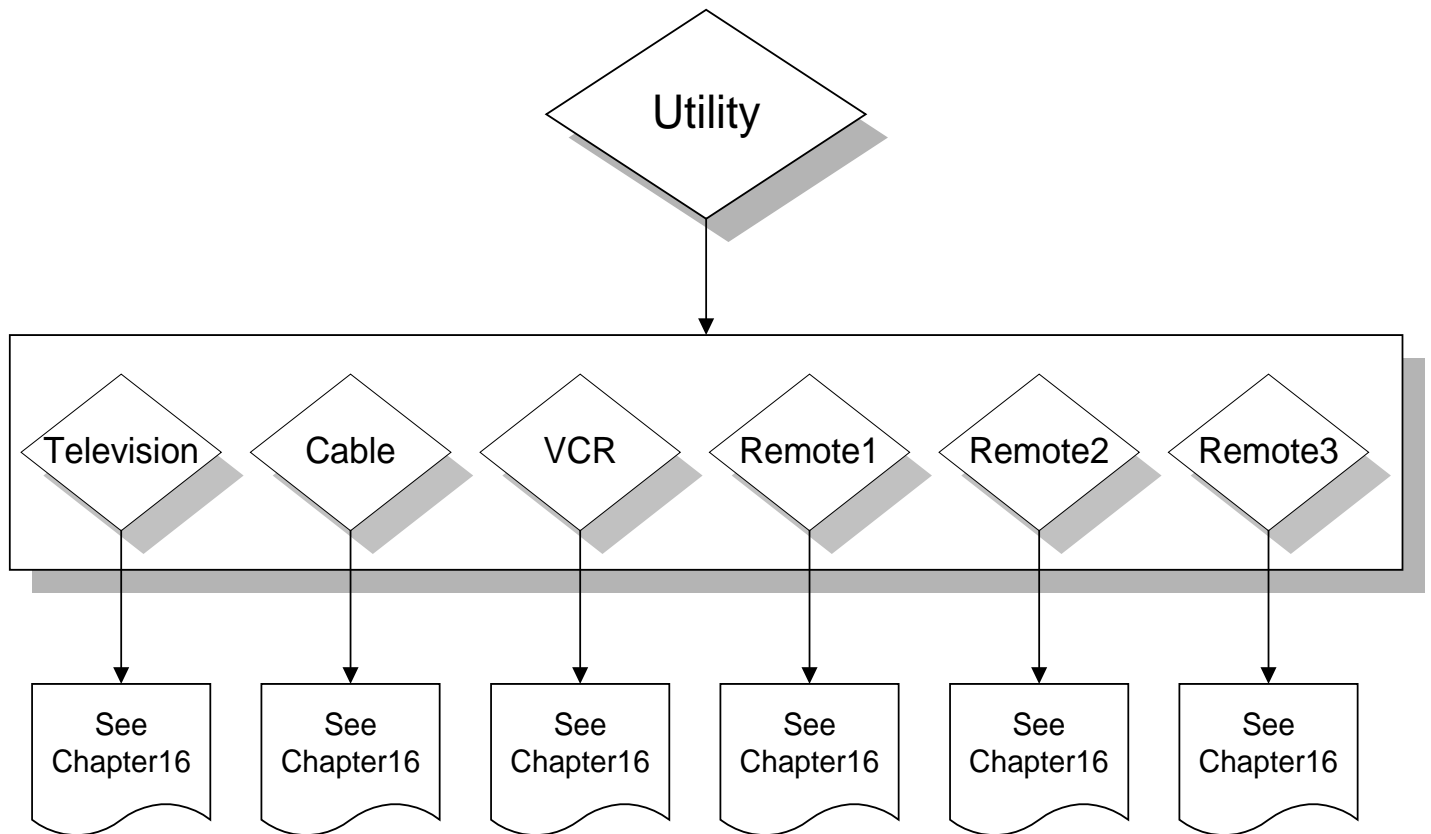 Utility
Television
Cable
VCR
Remote1
Remote2
Remote3
See
Chapter16
See
Chapter16
See
Chapter16
See
Chapter16
See
Chapter16
See
Chapter16